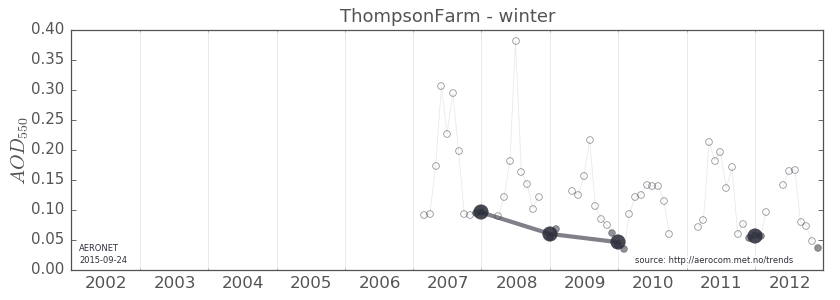 ThompsonFarm - winter
0.40
0.35
0.30
0.25
0.20
0.15
0.10
0.05
0.00
AOD550
AERONET
2015-09-24
source: http://aerocom.met.no/trends
2002 2003 2004 2005 2006 2007 2008 2009 2010 2011 2012